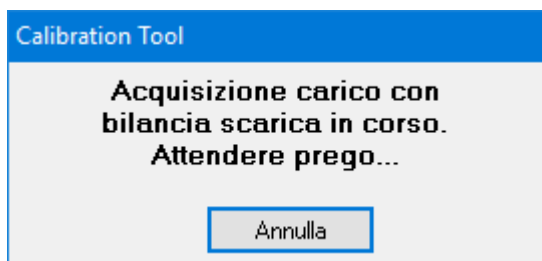 Calibration Tool
Acquisizione carico con
bilancia scarica in corso.
Attendere prego...
Annulla